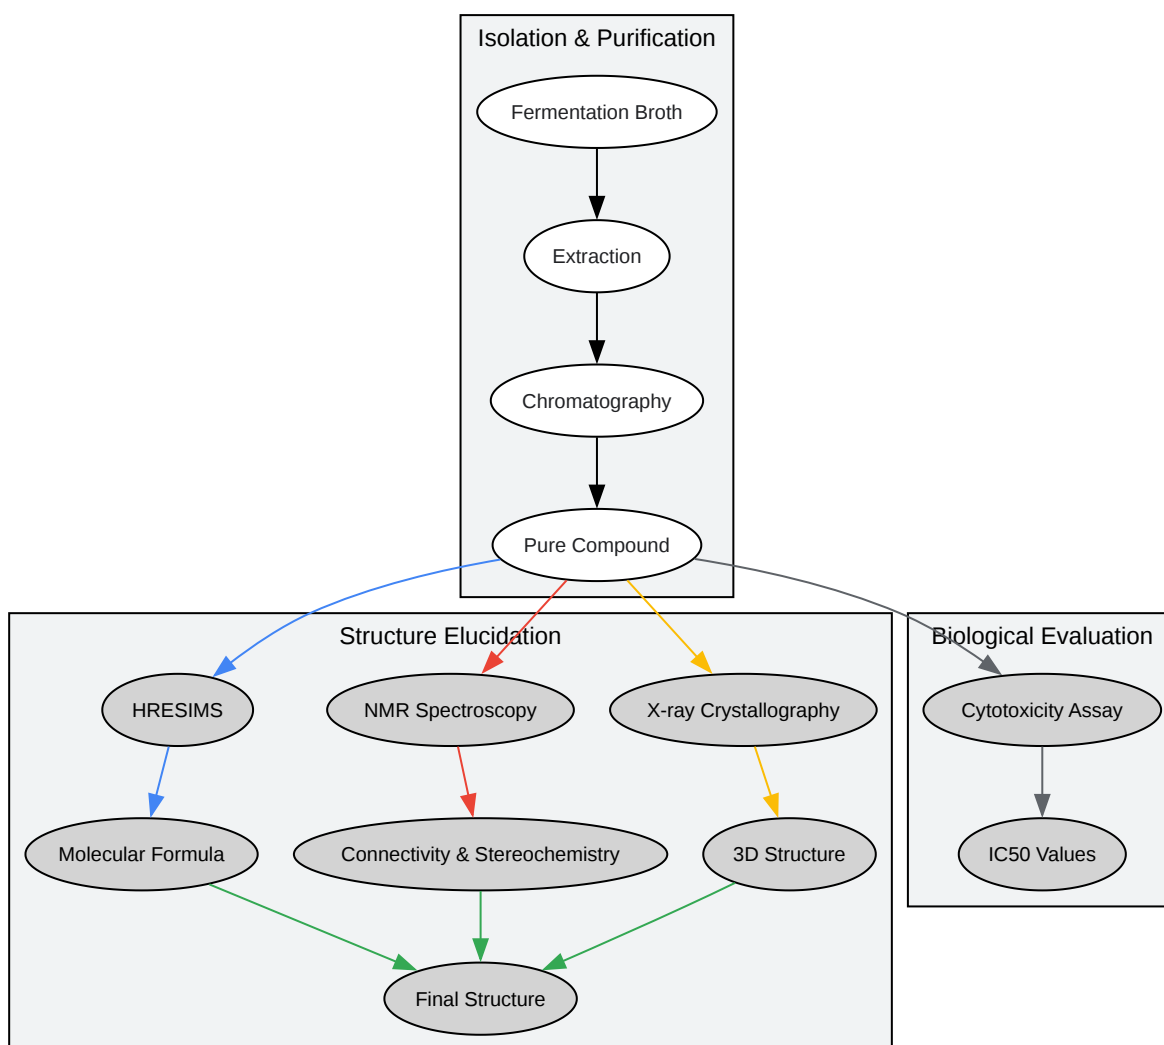 Isolation & Purification
Fermentation Broth
Extraction
Chromatography
Pure Compound
Structure Elucidation
Biological Evaluation
HRESIMS
NMR Spectroscopy
X-ray Crystallography
Cytotoxicity Assay
Molecular Formula
Connectivity & Stereochemistry
3D Structure
IC50 Values
Final Structure